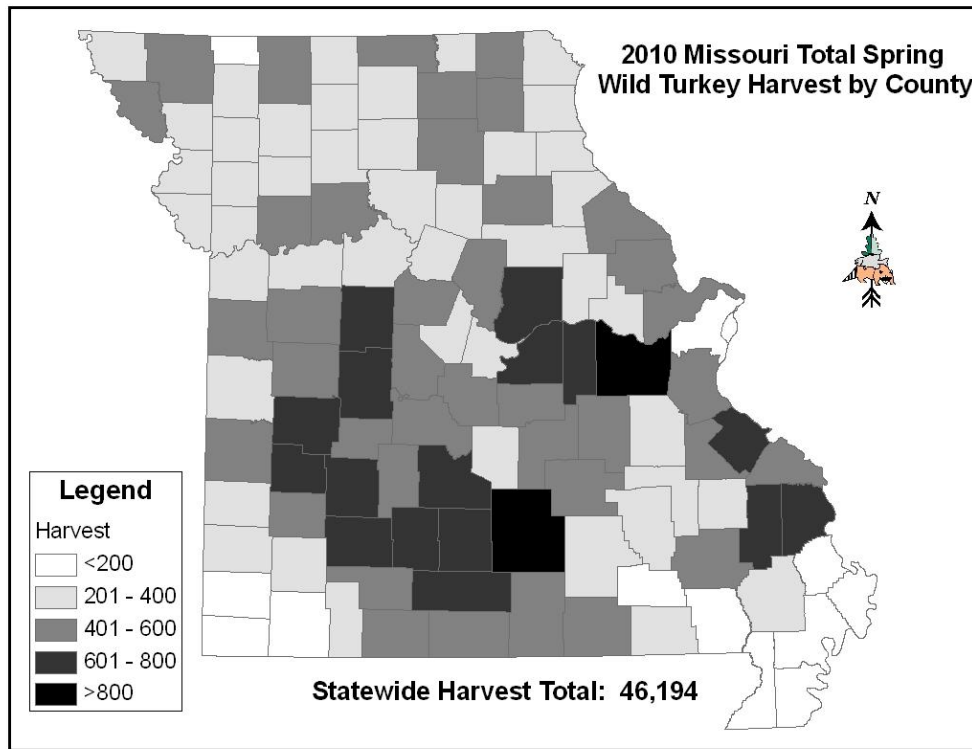 2010 Missouri Total Spring
Wild Turkey Harvest by County
N
Legend
Harvest
<200
201 - 400
401 - 600
601 - 800
>800
Statewide Harvest Total: 46,194